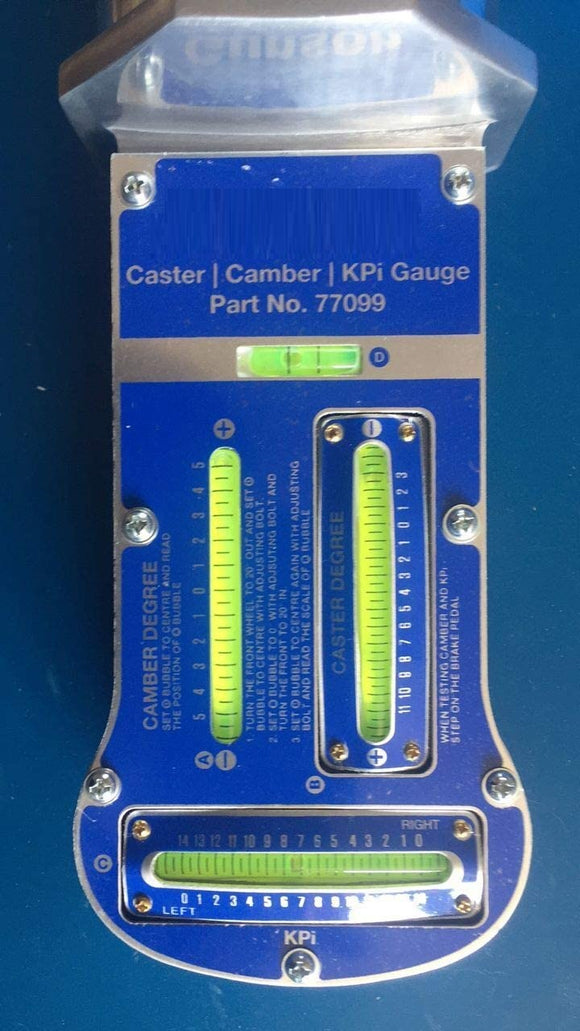 Gunson
Caster | Camber | KPi Gauge
Part No. 77099
D
+
−
5 4 3 2 1 0 1 2 3 4 5
CAMBER DEGREE
SET BUBBLE TO CENTRE AND READ
THE POSITION OF BUBBLE
A
−
1. TURN THE FRONT WHEEL TO 20° OUT AND SET
BUBBLE TO CENTRE WITH ADJUSTING BOLT.
2. SET BUBBLE TO 0 WITH ADJSUTING BOLT AND
TURN THE FRONT TO 20° IN
3. SET BUBBLE TO CENTRE AGAIN WITH ADJUSTING
BOLT AND READ THE SCALE OF BUBBLE
B
CASTER DEGREE
11 10 9 8 7 6 5 4 3 2 1 0 1 2 3
+
WHEN TESTING CAMBER AND KPi
STEP ON THE BRAKE PEDAL
C
RIGHT
14 13 12 11 10 9 8 7 6 5 4 3 2 1 0
0 1 2 3 4 5 6 7 8 9
LEFT
KPi